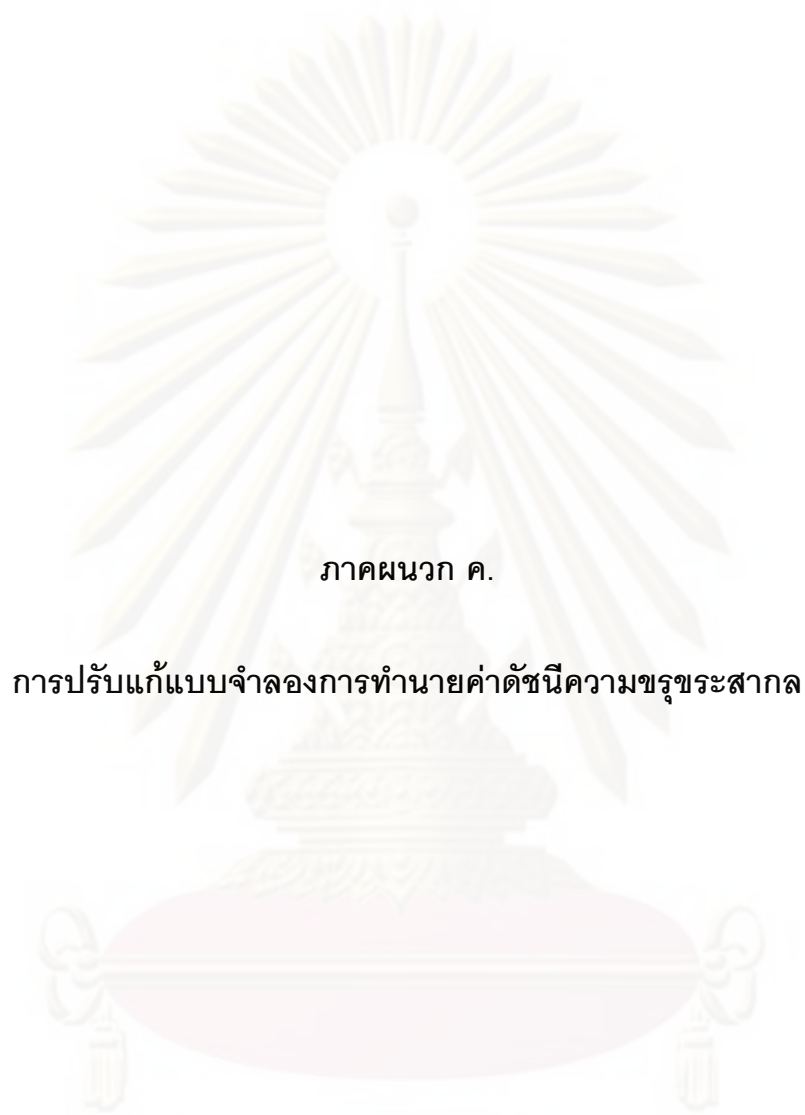 ภาคผนวก ค.
การปรับแก้แบบจำลองการทำนายค่าดัชนีความขรุขระสากล